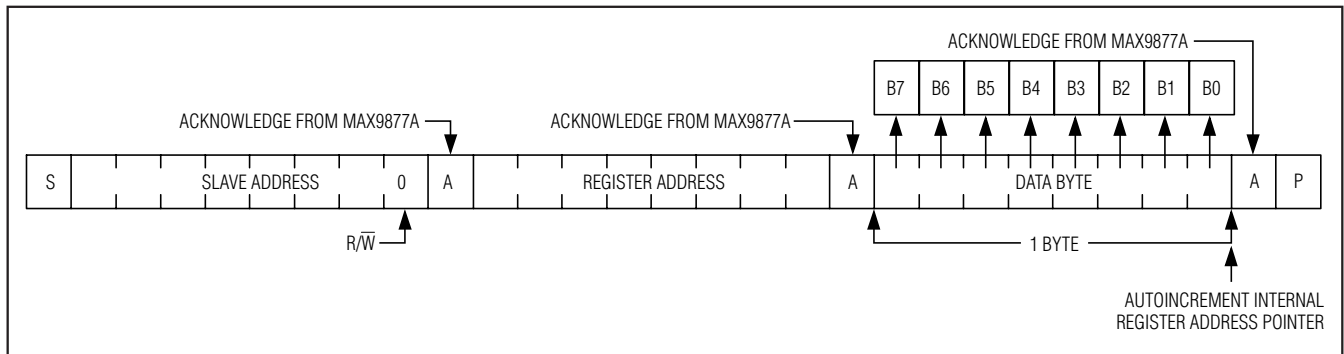 ACKNOWLEDGE FROM MAX9877A
B7 B6 B5 B4 B3 B2 B1 B0
ACKNOWLEDGE FROM MAX9877A ACKNOWLEDGE FROM MAX9877A
S SLAVE ADDRESS 0 A REGISTER ADDRESS A DATA BYTE A P
R/W̅ 1 BYTE
AUTOINCREMENT INTERNAL
REGISTER ADDRESS POINTER